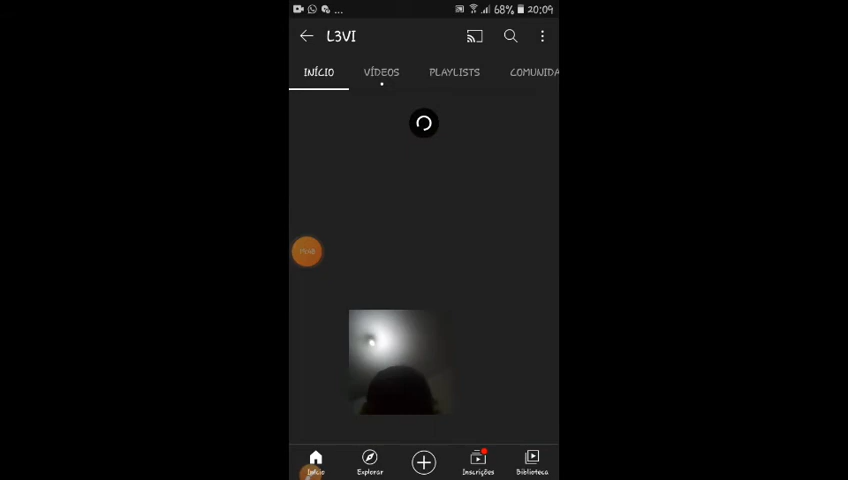 ... 68% 20:09
L3VI
INÍCIO VÍDEOS PLAYLISTS COMUNIDA
Início Explorar Inscrições Biblioteca